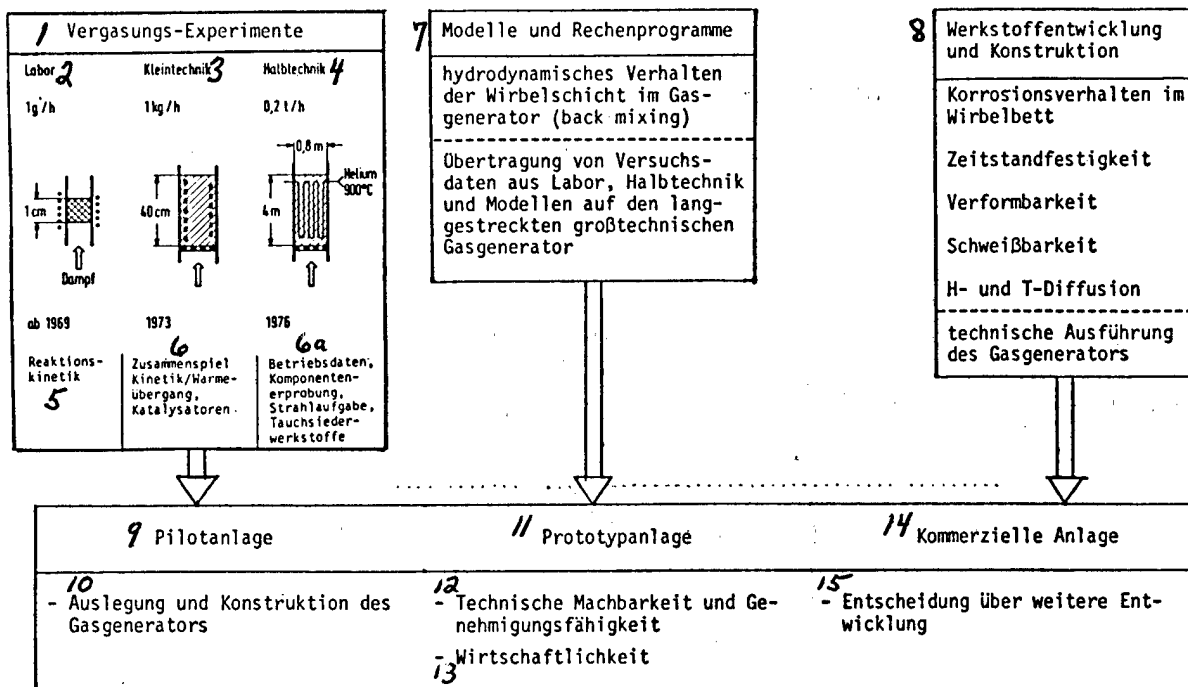 1 Vergasungs-Experimente
Labor 2
Kleintechnik 3
Halbtechnik 4
1g/h
1kg/h
0,2 t/h
0,8 m
Helium
900°C
1 cm
40 cm
4 m
Dampf
ab 1969
1973
1976
6
6a
Reaktions-
kinetik
5
Zusammenspiel
Kinetik/Wärme-
übergang,
Katalysatoren
Betriebsdaten,
Komponenten-
erprobung,
Strahlaufgabe,
Tauchsieder-
werkstoffe
7 Modelle und Rechenprogramme
hydrodynamisches Verhalten
der Wirbelschicht im Gas-
generator (back mixing)
Übertragung von Versuchs-
daten aus Labor, Halbtechnik
und Modellen auf den lang-
gestreckten großtechnischen
Gasgenerator
8 Werkstoffentwicklung
und Konstruktion
Korrosionsverhalten im
Wirbelbett
Zeitstandfestigkeit
Verformbarkeit
Schweißbarkeit
H- und T-Diffusion
technische Ausführung
des Gasgenerators
9 Pilotanlage
10
- Auslegung und Konstruktion des
Gasgenerators
11 Prototypanlage
12
- Technische Machbarkeit und Ge-
nehmigungsfähigkeit
- Wirtschaftlichkeit
13
14 Kommerzielle Anlage
15
- Entscheidung über weitere Ent-
wicklung